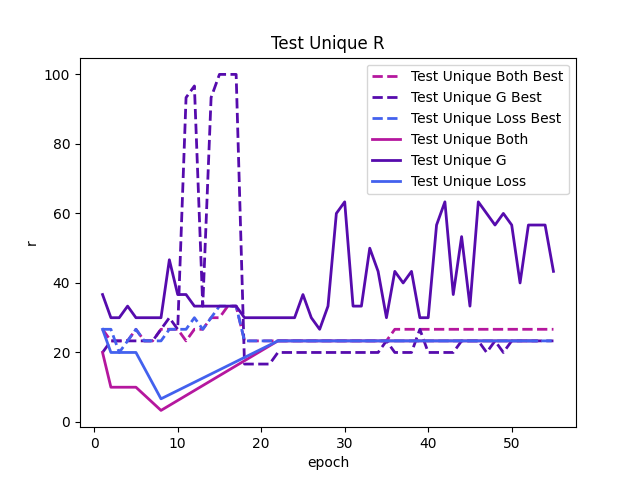 Test Unique R
100
80
60
40
20
0
r
Test Unique Both Best
Test Unique G Best
Test Unique Loss Best
Test Unique Both
Test Unique G
Test Unique Loss
0 10 20 30 40 50
epoch